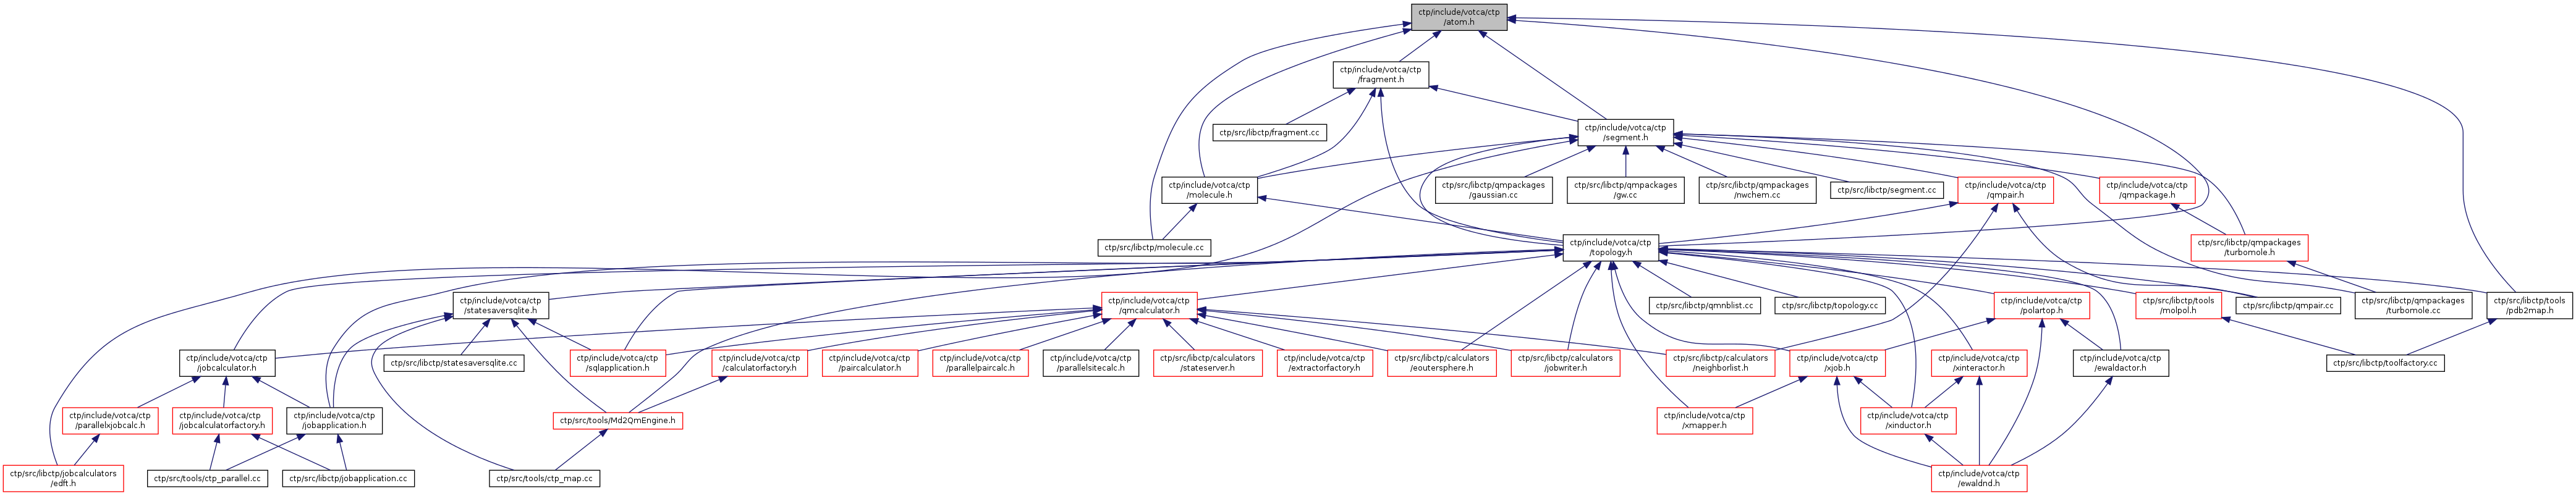 ctp/include/votca/ctp
/atom.h
ctp/include/votca/ctp
/fragment.h
ctp/src/libctp/fragment.cc
ctp/include/votca/ctp
/segment.h
ctp/include/votca/ctp
/molecule.h
ctp/src/libctp/qmpackages
/gaussian.cc
ctp/src/libctp/qmpackages
/gw.cc
ctp/src/libctp/qmpackages
/nwchem.cc
ctp/src/libctp/segment.cc
ctp/include/votca/ctp
/qmpair.h
ctp/include/votca/ctp
/qmpackage.h
ctp/src/libctp/molecule.cc
ctp/include/votca/ctp
/topology.h
ctp/src/libctp/qmpackages
/turbomole.h
ctp/include/votca/ctp
/statesaversqlite.h
ctp/include/votca/ctp
/qmcalculator.h
ctp/src/libctp/qmnblist.cc
ctp/src/libctp/topology.cc
ctp/include/votca/ctp
/polartop.h
ctp/src/libctp/tools
/molpol.h
ctp/src/libctp/qmpair.cc
ctp/src/libctp/qmpackages
/turbomole.cc
ctp/src/libctp/tools
/pdb2map.h
ctp/include/votca/ctp
/jobcalculator.h
ctp/src/libctp/statesaversqlite.cc
ctp/include/votca/ctp
/sqlapplication.h
ctp/include/votca/ctp
/calculatorfactory.h
ctp/include/votca/ctp
/paircalculator.h
ctp/include/votca/ctp
/parallelpaircalc.h
ctp/include/votca/ctp
/parallelsitecalc.h
ctp/src/libctp/calculators
/stateserver.h
ctp/include/votca/ctp
/extractorfactory.h
ctp/src/libctp/calculators
/eoutersphere.h
ctp/src/libctp/calculators
/jobwriter.h
ctp/src/libctp/calculators
/neighborlist.h
ctp/include/votca/ctp
/xjob.h
ctp/include/votca/ctp
/xinteractor.h
ctp/include/votca/ctp
/ewaldactor.h
ctp/src/libctp/toolfactory.cc
ctp/include/votca/ctp
/parallelxjobcalc.h
ctp/include/votca/ctp
/jobcalculatorfactory.h
ctp/include/votca/ctp
/jobapplication.h
ctp/src/tools/Md2QmEngine.h
ctp/include/votca/ctp
/xmapper.h
ctp/include/votca/ctp
/xinductor.h
ctp/src/libctp/jobcalculators
/edft.h
ctp/src/tools/ctp_parallel.cc
ctp/src/libctp/jobapplication.cc
ctp/src/tools/ctp_map.cc
ctp/include/votca/ctp
/ewaldnd.h